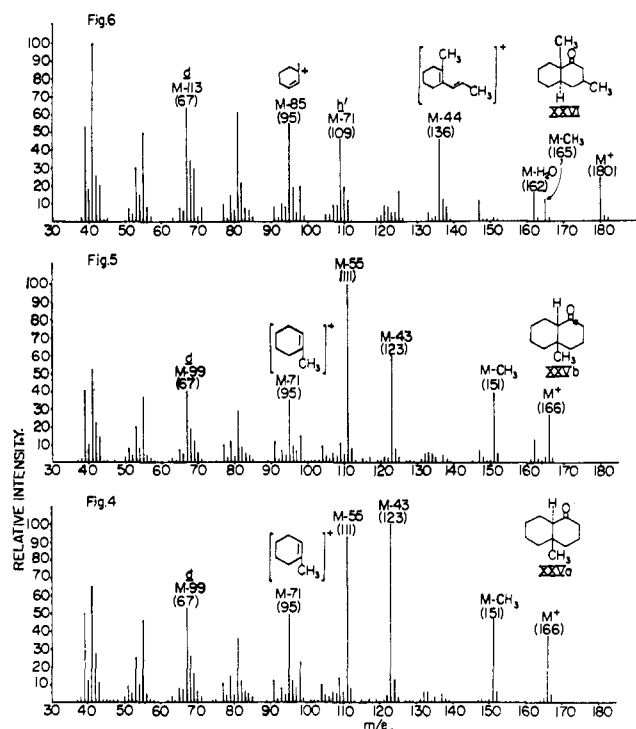 Fig.6
CH₃
100
90
80
70
60
50
40
30
20
10
d
M-113
(67)
+
M-85
(95)
h'
M-71
(109)
CH₃
+
M-44
(136)
CH₃ O
H CH₃
XXVI
M-CH₃
(165)
M-H₂O
(162)
M⁺
(180)
30 40 50 60 70 80 90 100 110 120 130 140 150 160 170 180
Fig.5
100
90
80
70
60
50
40
30
20
10
M-55
(111)
d
M-99
(67)
+
CH₃
M-71
(95)
M-43
(123)
M-CH₃
(151)
H O
CH₃
XXVb
M⁺
(166)
30 40 50 60 70 80 90 100 110 120 130 140 150 160 170 180
RELATIVE INTENSITY.
Fig.4
100
90
80
70
60
50
40
30
20
10
d
M-99
(67)
+
CH₃
M-71
(95)
M-55
(111)
M-43
(123)
M-CH₃
(151)
H O
CH₃
XXVa
M⁺
(166)
30 40 50 60 70 80 90 100 110 120 130 140 150 160 170 180
m/e